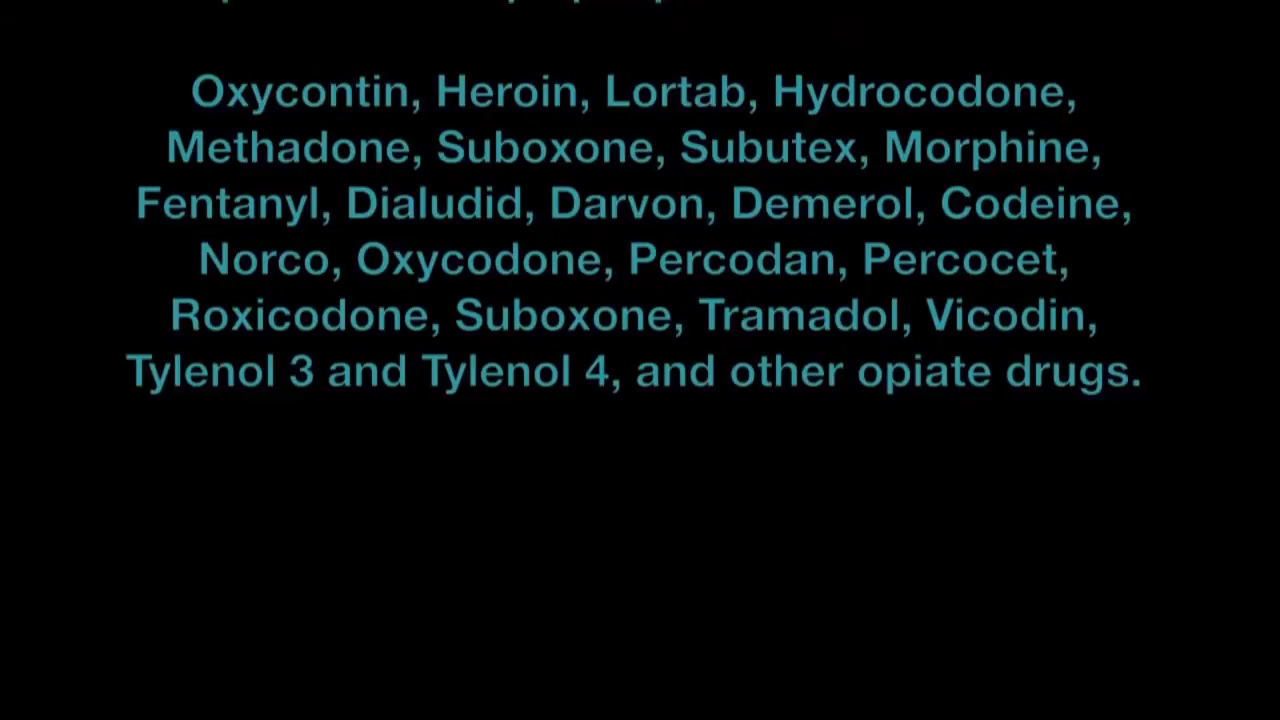 Oxycontin, Heroin, Lortab, Hydrocodone,
Methadone, Suboxone, Subutex, Morphine,
Fentanyl, Dialudid, Darvon, Demerol, Codeine,
Norco, Oxycodone, Percodan, Percocet,
Roxicodone, Suboxone, Tramadol, Vicodin,
Tylenol 3 and Tylenol 4, and other opiate drugs.